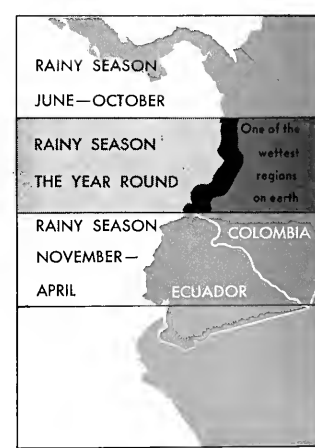 RAINY SEASON
JUNE—OCTOBER
RAINY SEASON
THE YEAR ROUND
One of the
wettest
regions
on earth
RAINY SEASON
NOVEMBER—
APRIL
COLOMBIA
ECUADOR